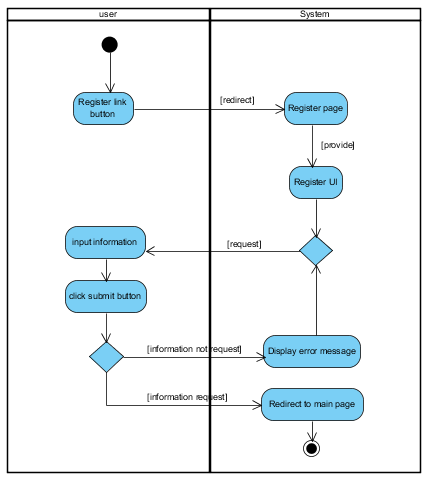 user
System
Register link
button
[redirect]
Register page
[provide]
Register UI
input information
[request]
click submit button
[information not request]
Display error message
[information request]
Redirect to main page